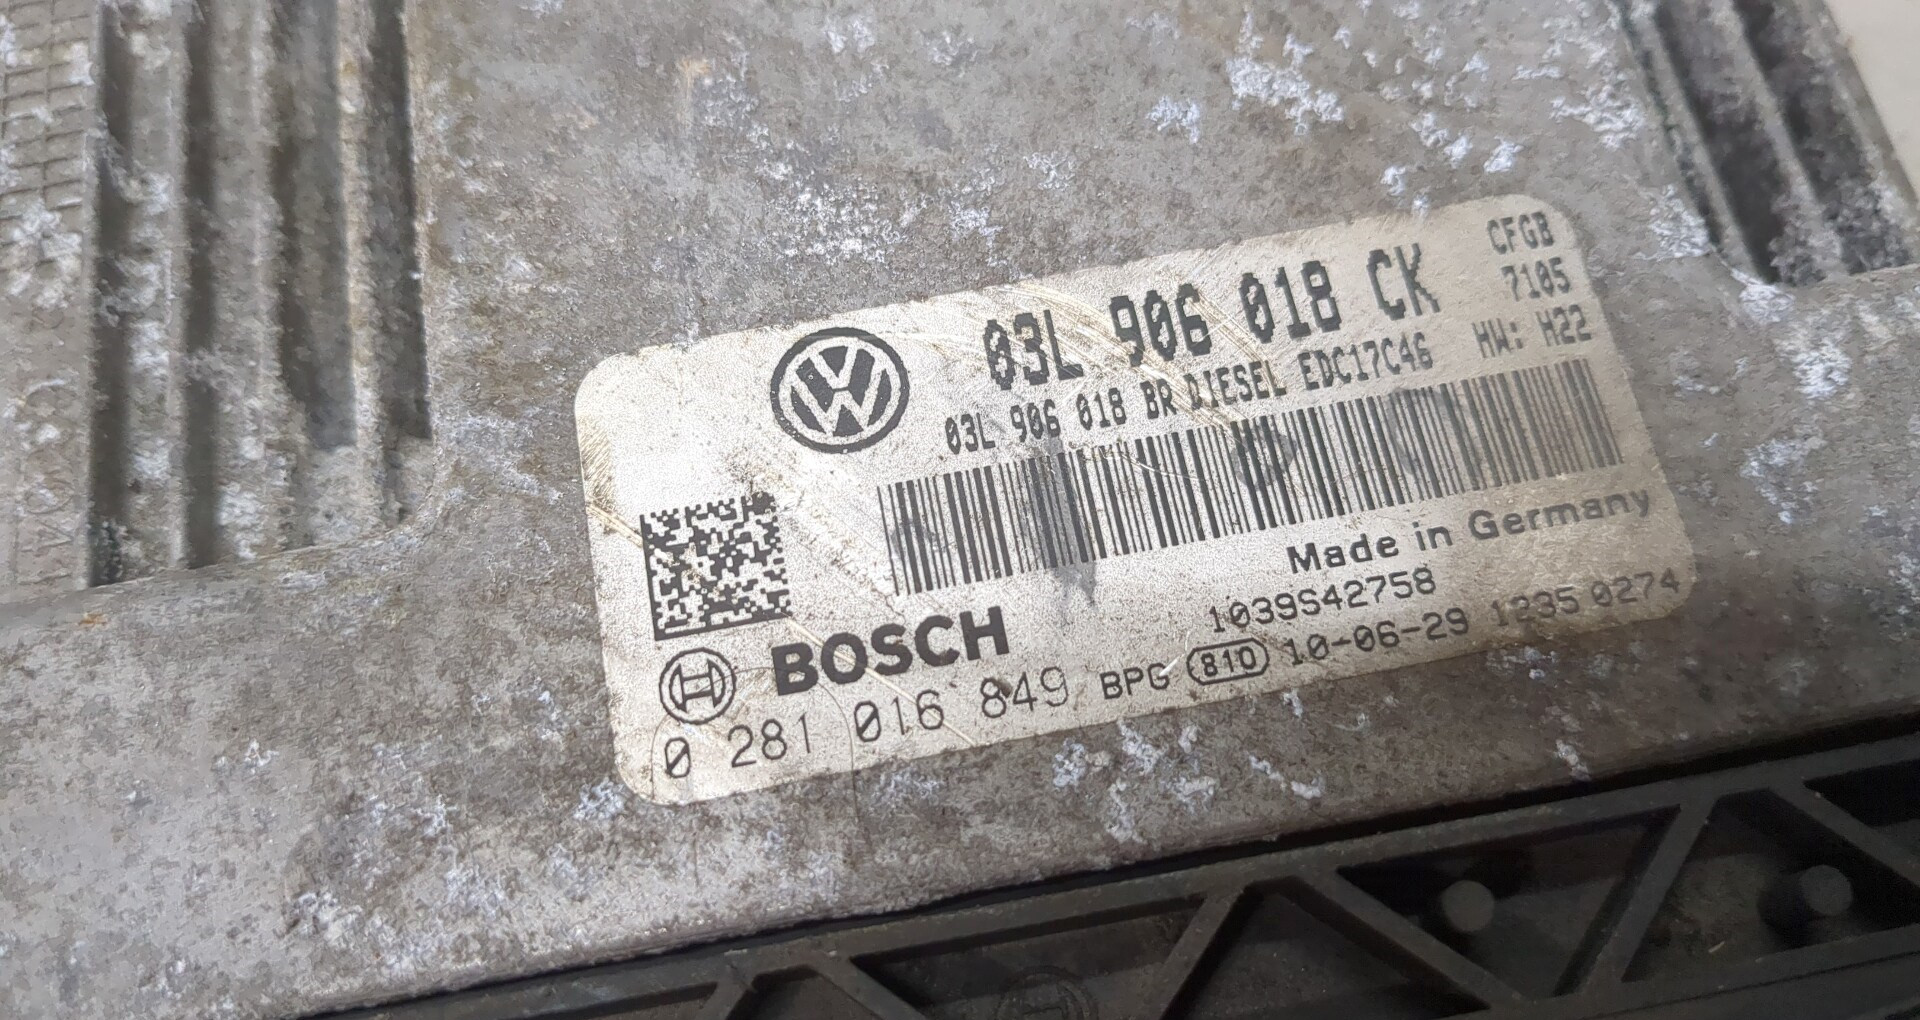 03L 906 018 CK
CFGB
7105
03L 906 018 BR DIESEL EDC17C46
HW: H22
Made in Germany
1039S42758
BOSCH
0 281 016 849 BPG 810 10-06-29 1235 0274